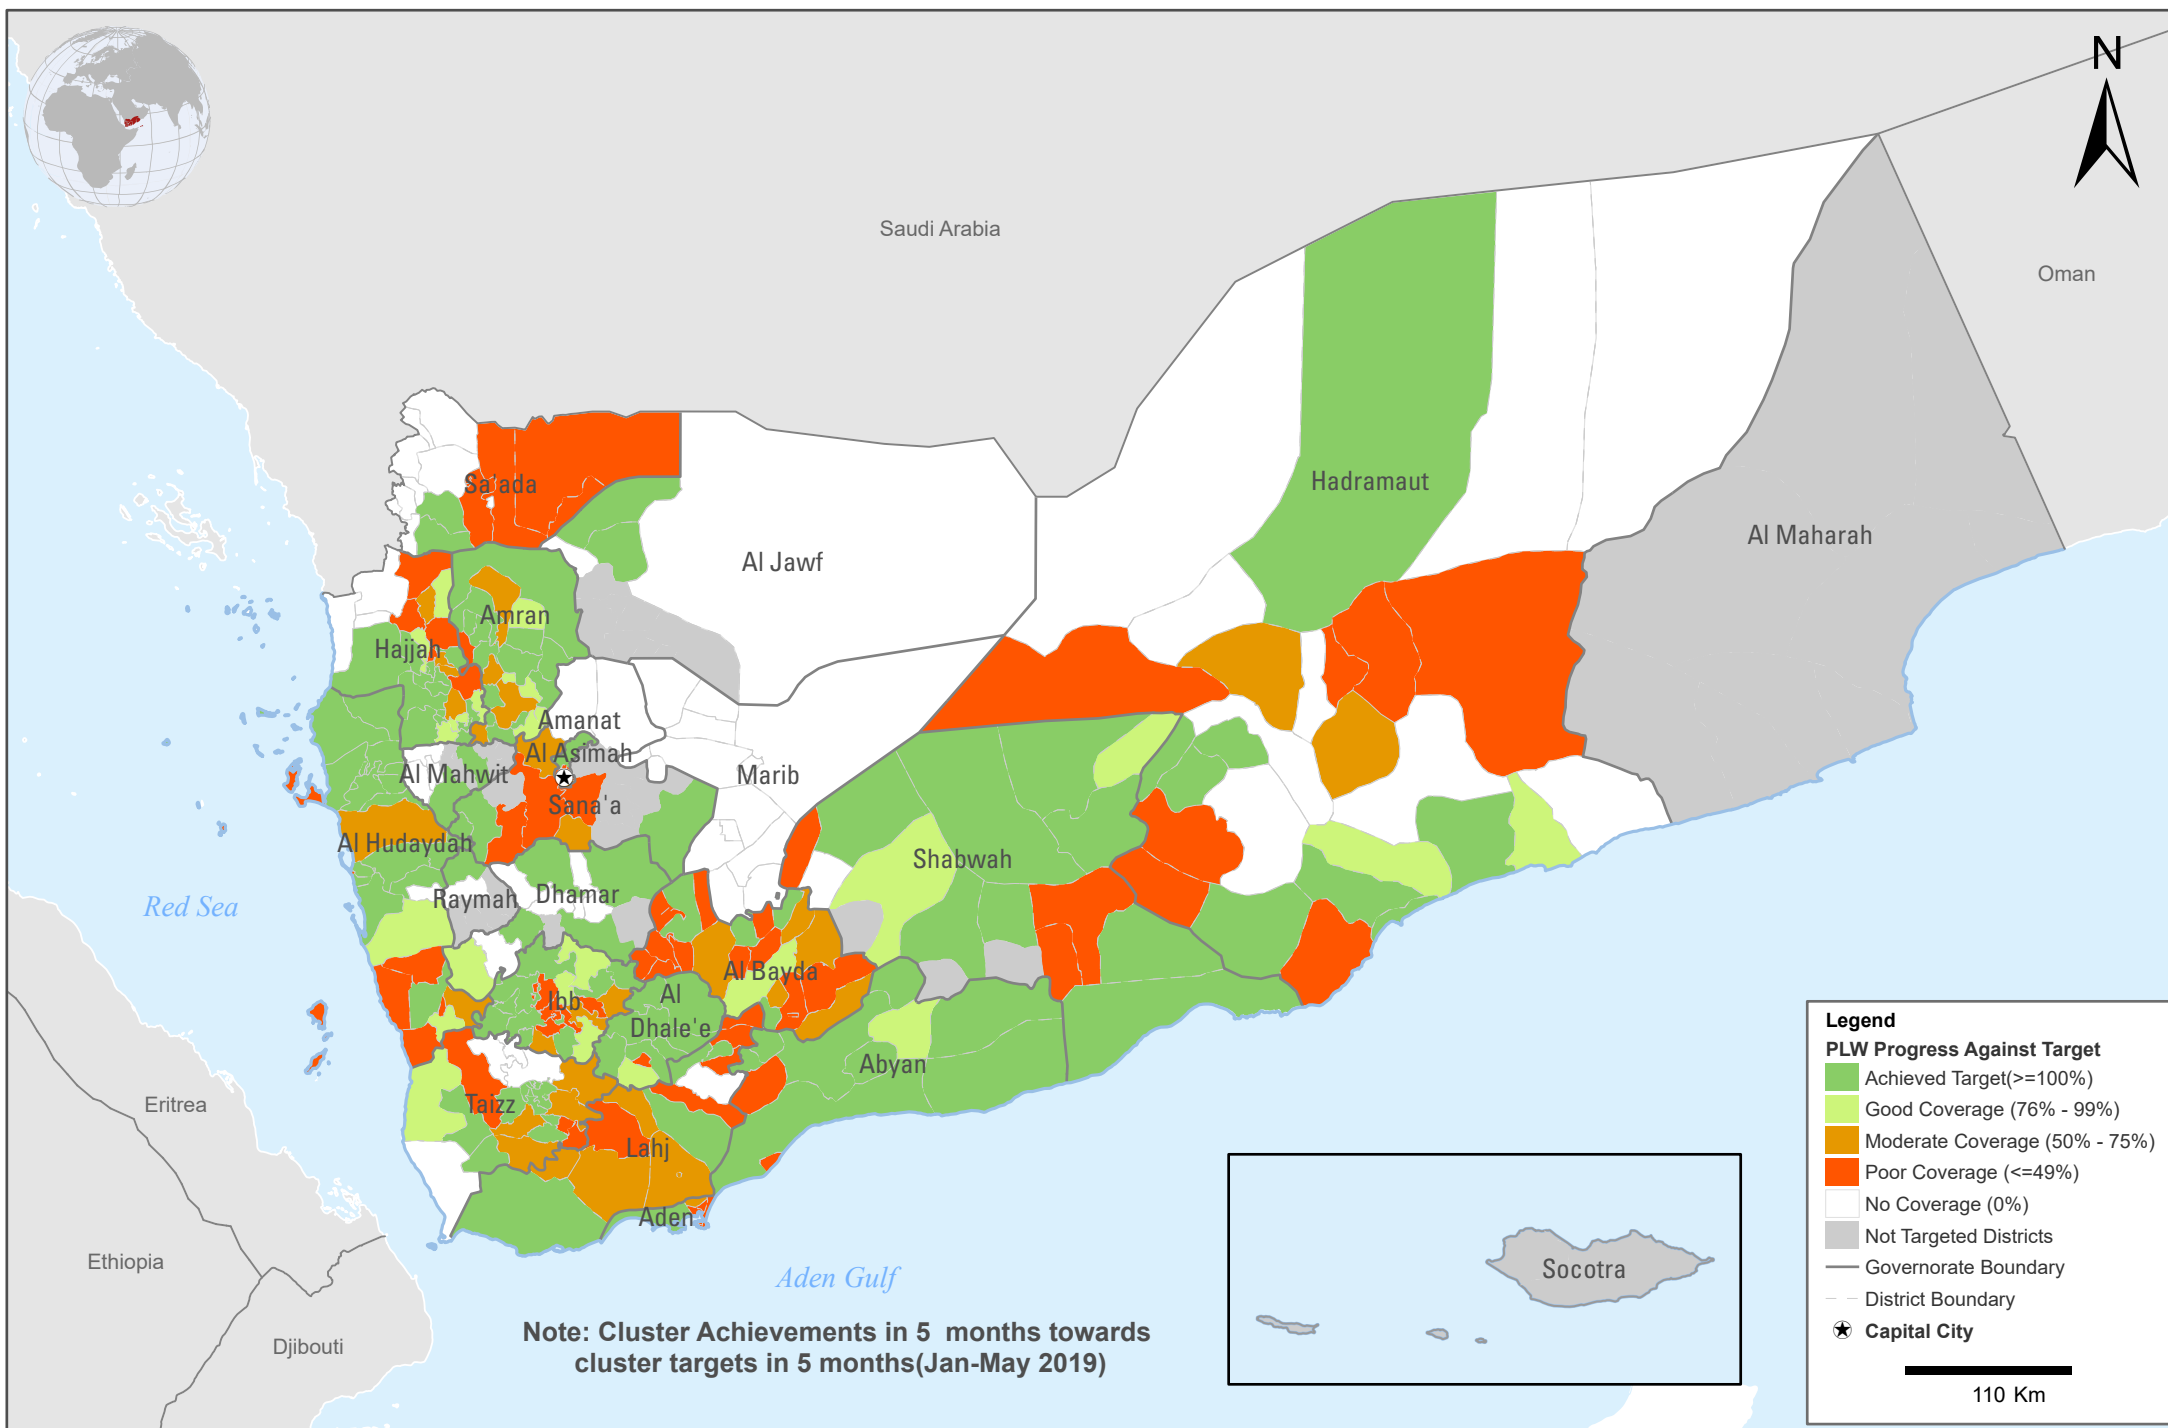 N
Saudi Arabia
Oman
Hadramaut
Sa'ada
Al Maharah
Al Jawf
Amran
Hajjah
Amanat
Al Asimah
Al Mahwit
Marib
Sana'a
Al Hudaydah
Shabwah
Raymah
Dhamar
Red Sea
Al Bayda
Ibb
Al
Dhale'e
Abyan
Eritrea
Taizz
Lahj
Aden
Ethiopia
Aden Gulf
Socotra
Djibouti
Note: Cluster Achievements in 5 months towards
cluster targets in 5 months(Jan-May 2019)
Legend
PLW Progress Against Target
Achieved Target(>=100%)
Good Coverage (76% - 99%)
Moderate Coverage (50% - 75%)
Poor Coverage (<=49%)
No Coverage (0%)
Not Targeted Districts
Governorate Boundary
District Boundary
Capital City
110 Km